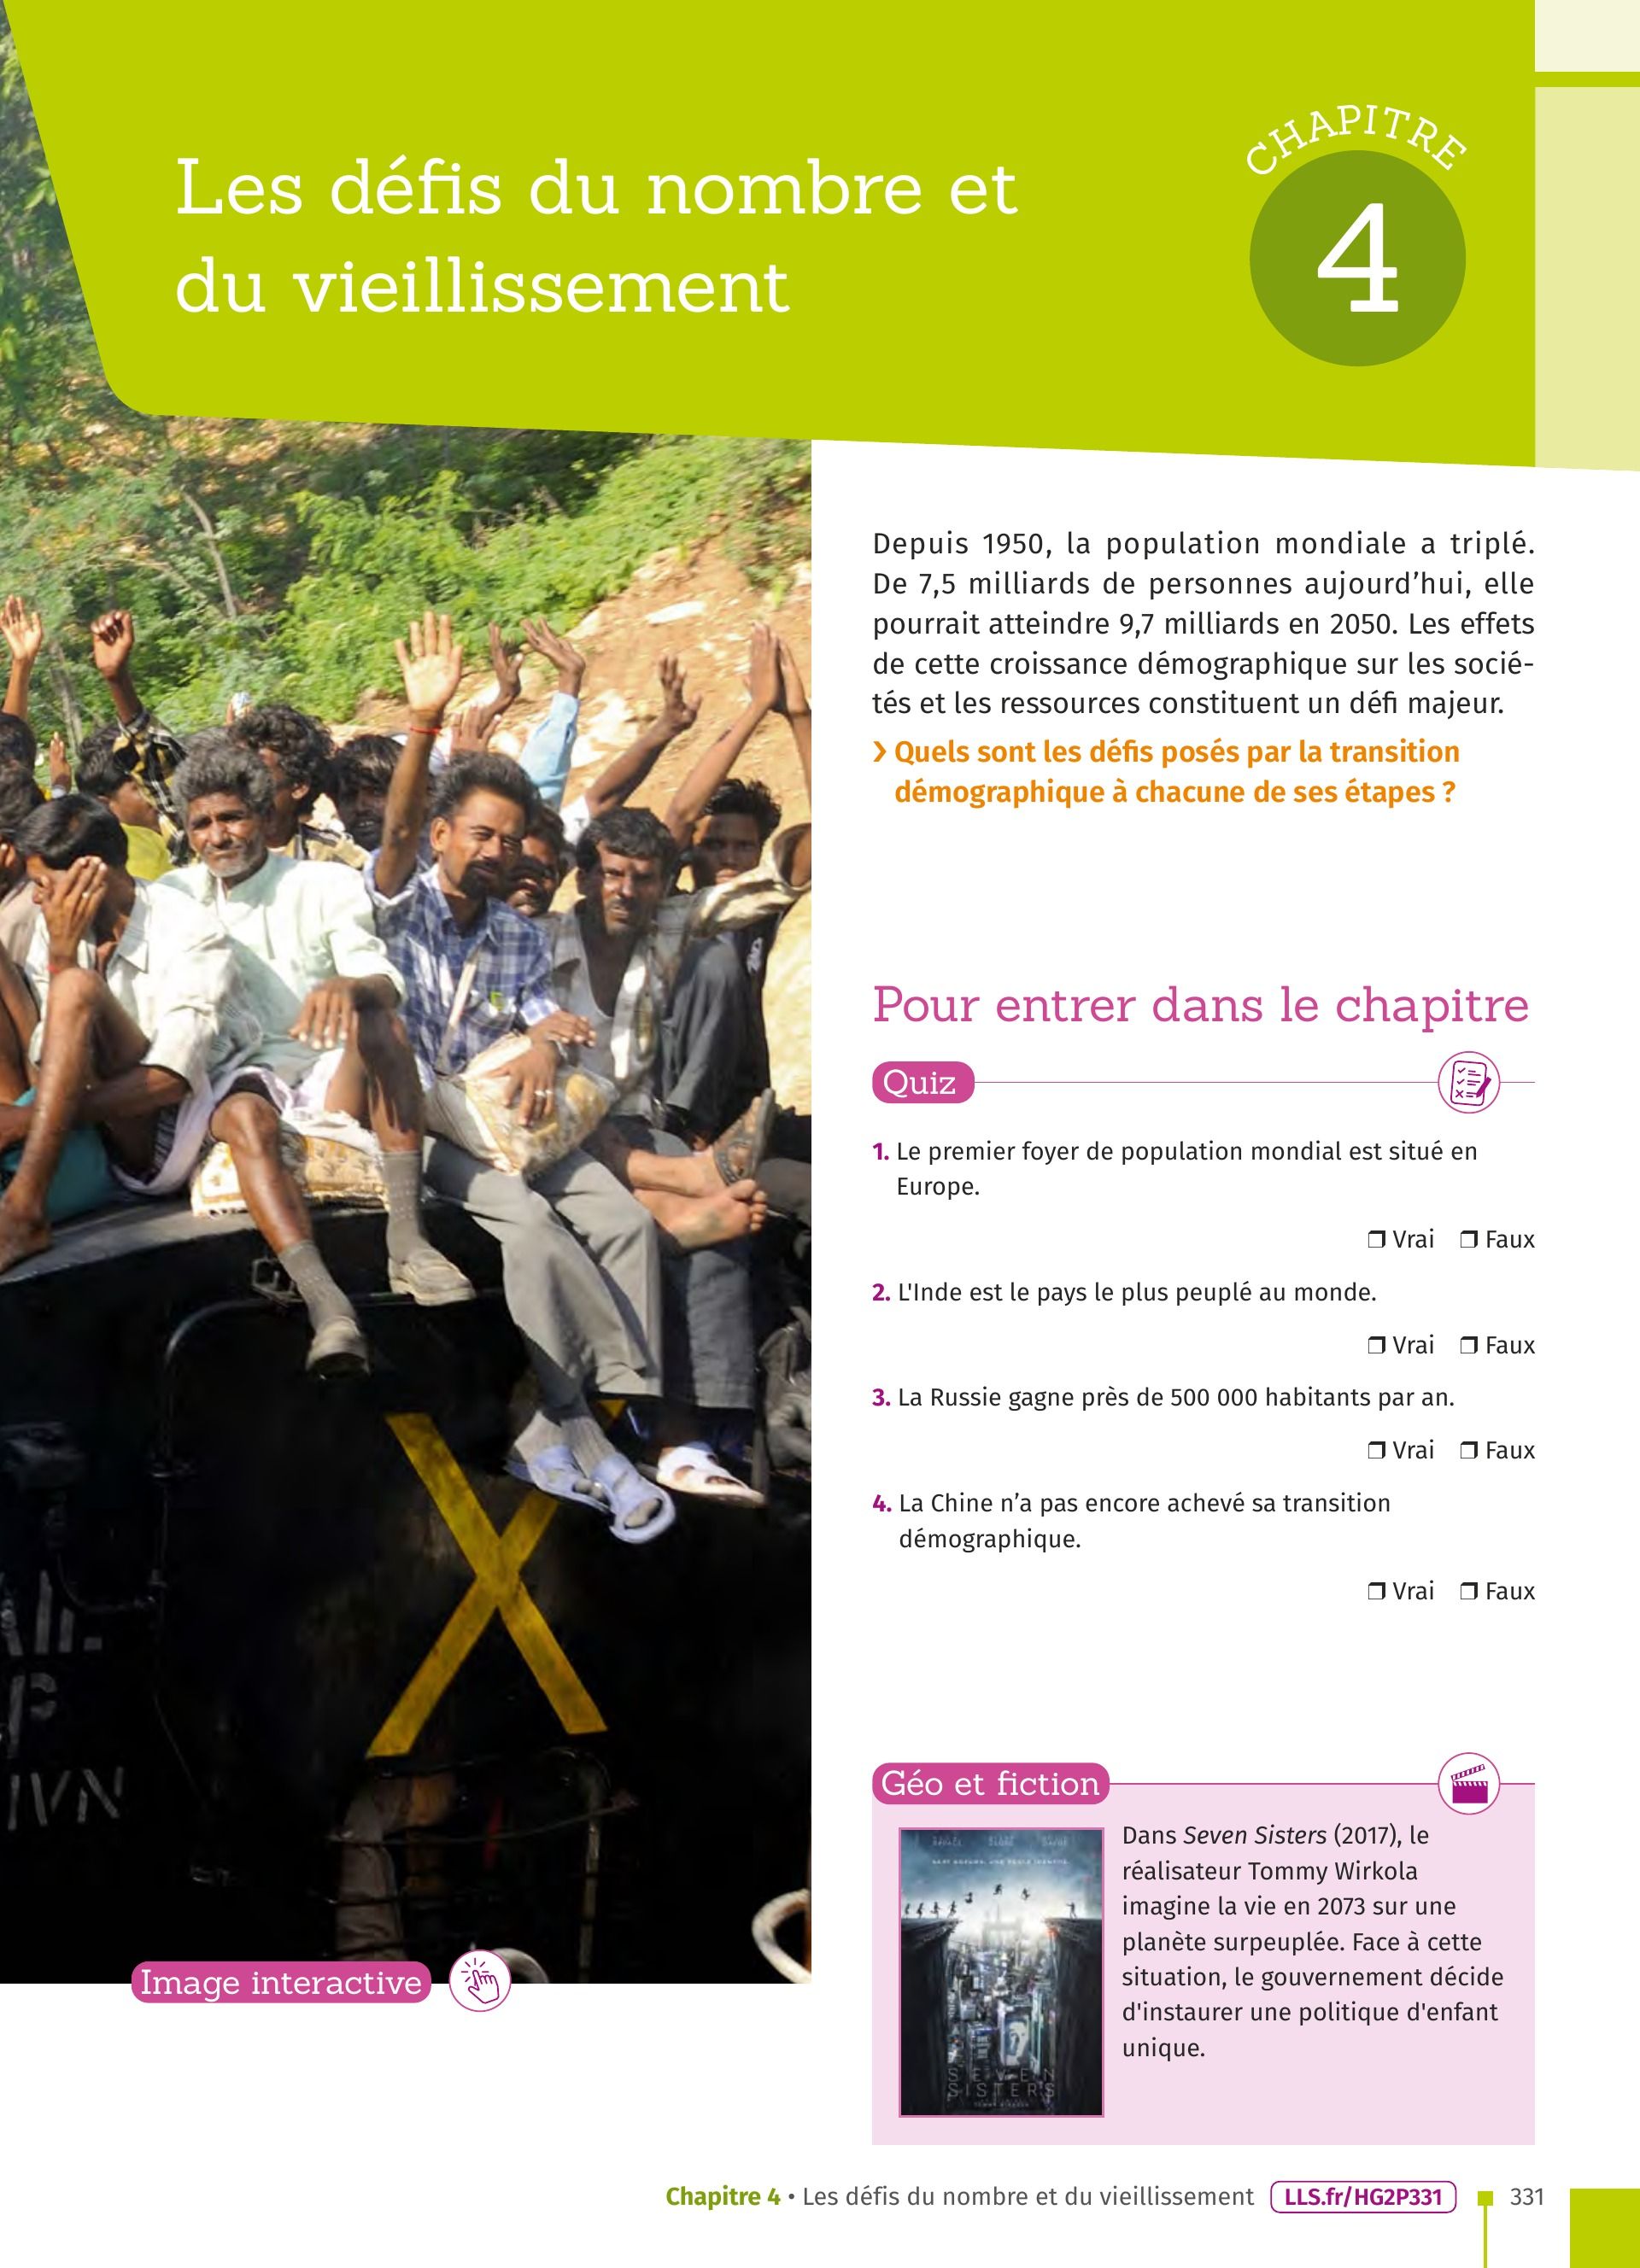 CHAPITRE
4
Les défis du nombre et
du vieillissement
Depuis 1950, la population mondiale a triplé.
De 7,5 milliards de personnes aujourd’hui, elle
pourrait atteindre 9,7 milliards en 2050. Les effets
de cette croissance démographique sur les socié-
tés et les ressources constituent un défi majeur.
› Quels sont les défis posés par la transition
démographique à chacune de ses étapes ?
Pour entrer dans le chapitre
Quiz
1. Le premier foyer de population mondial est situé en
Europe.
❒ Vrai ❒ Faux
2. L'Inde est le pays le plus peuplé au monde.
❒ Vrai ❒ Faux
3. La Russie gagne près de 500 000 habitants par an.
❒ Vrai ❒ Faux
4. La Chine n’a pas encore achevé sa transition
démographique.
❒ Vrai ❒ Faux
Géo et fiction
Dans Seven Sisters (2017), le
réalisateur Tommy Wirkola
imagine la vie en 2073 sur une
planète surpeuplée. Face à cette
situation, le gouvernement décide
d'instaurer une politique d'enfant
unique.
SEVEN
SISTERS
Image interactive
Chapitre 4 • Les défis du nombre et du vieillissement LLS.fr/HG2P331 331